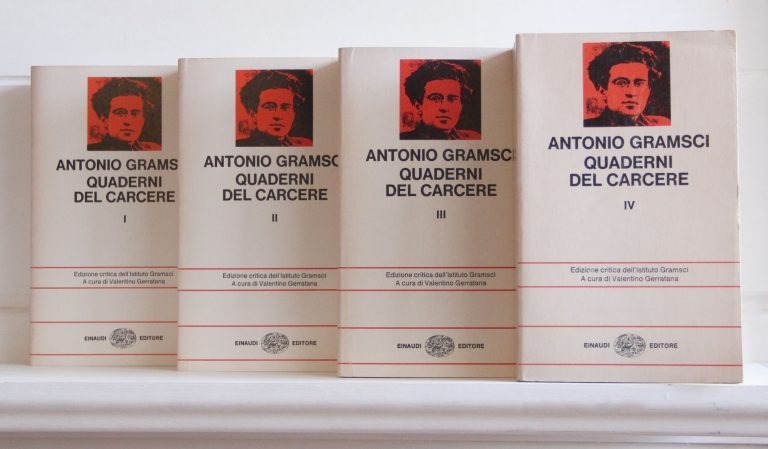 ANTONIO GRAMSC
QUADERNI
DEL CARCERE
I
Edizione critica dell'Istituto Gramsci
A cura di Valentino Gerratana
EINAUDI EDITORE
ANTONIO GRAMSC
QUADERNI
DEL CARCERE
II
Edizione critica dell'Istituto Gramsci
A cura di Valentino Gerratana
EINAUDI EDITORE
ANTONIO GRAMSCI
QUADERNI
DEL CARCERE
III
Edizione critica dell'Istituto Gramsci
A cura di Valentino Gerratana
EINAUDI EDITORE
ANTONIO GRAMSCI
QUADERNI
DEL CARCERE
IV
Edizione critica dell'Istituto Gramsci
A cura di Valentino Gerratana
EINAUDI EDITORE